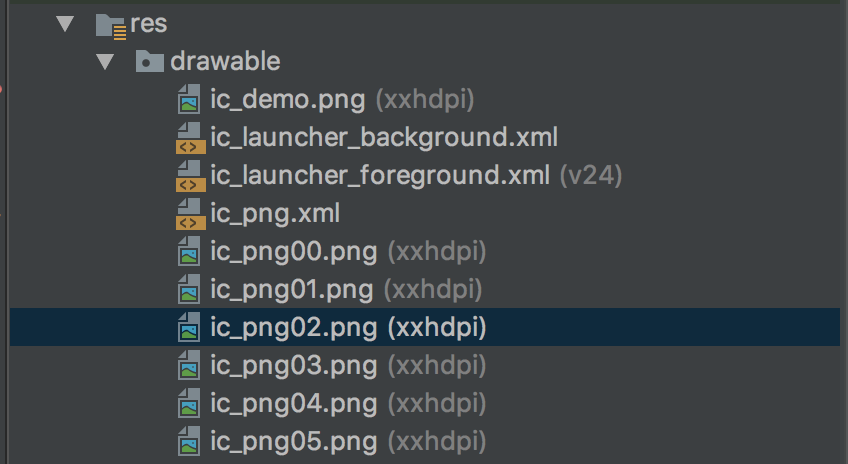 res
drawable
ic_demo.png (xxhdpi)
ic_launcher_background.xml
ic_launcher_foreground.xml (v24)
ic_png.xml
ic_png00.png (xxhdpi)
ic_png01.png (xxhdpi)
ic_png02.png (xxhdpi)
ic_png03.png (xxhdpi)
ic_png04.png (xxhdpi)
ic_png05.png (xxhdpi)